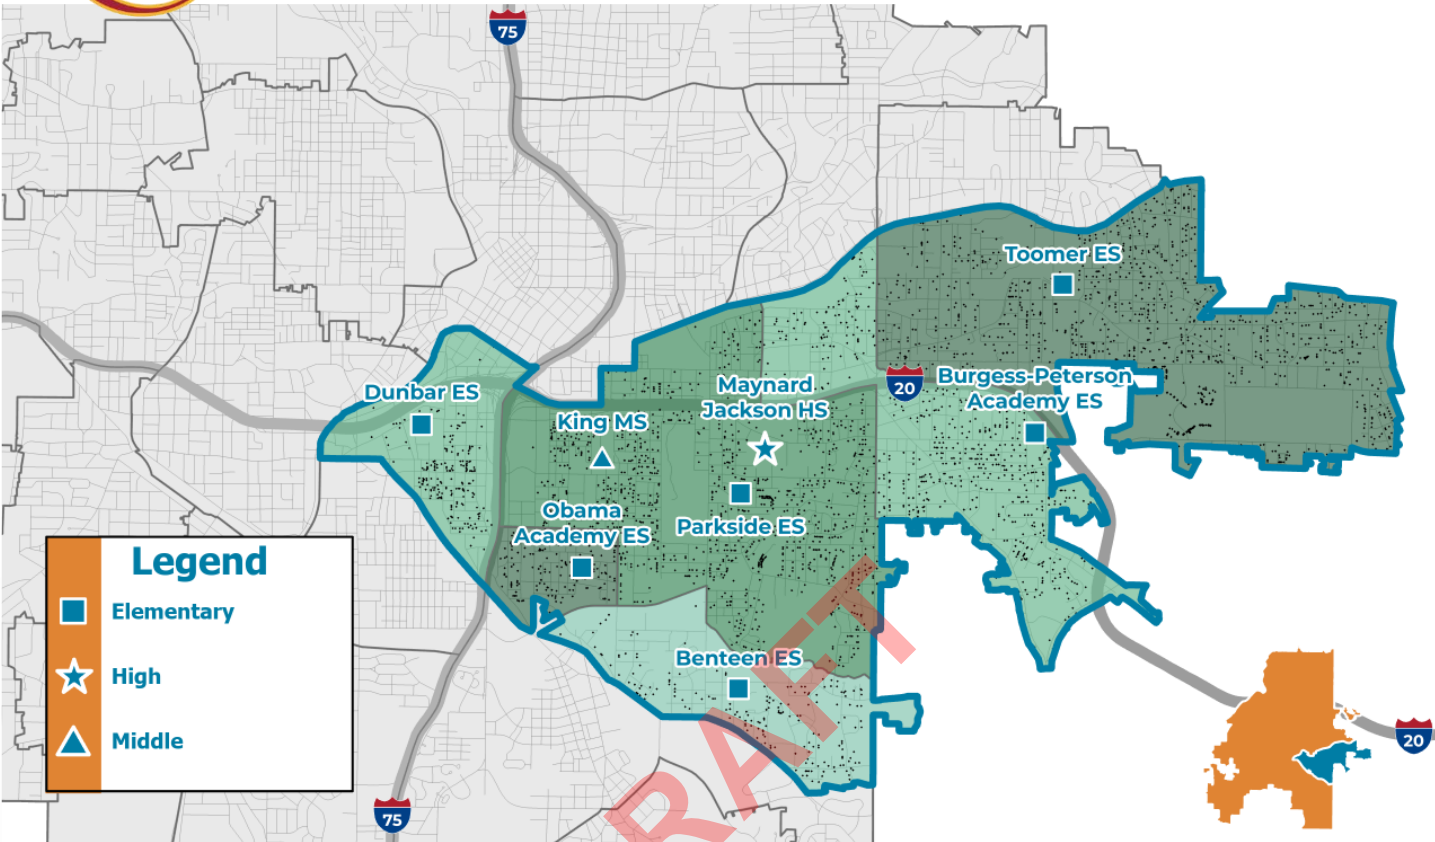 75
Toomer ES
Burgess-Peterson
Academy ES
20
Maynard
Jackson HS
Dunbar ES
King MS
Obama
Academy ES
Parkside ES
Benteen ES
RAFT
Legend
Elementary
High
Middle
75
20